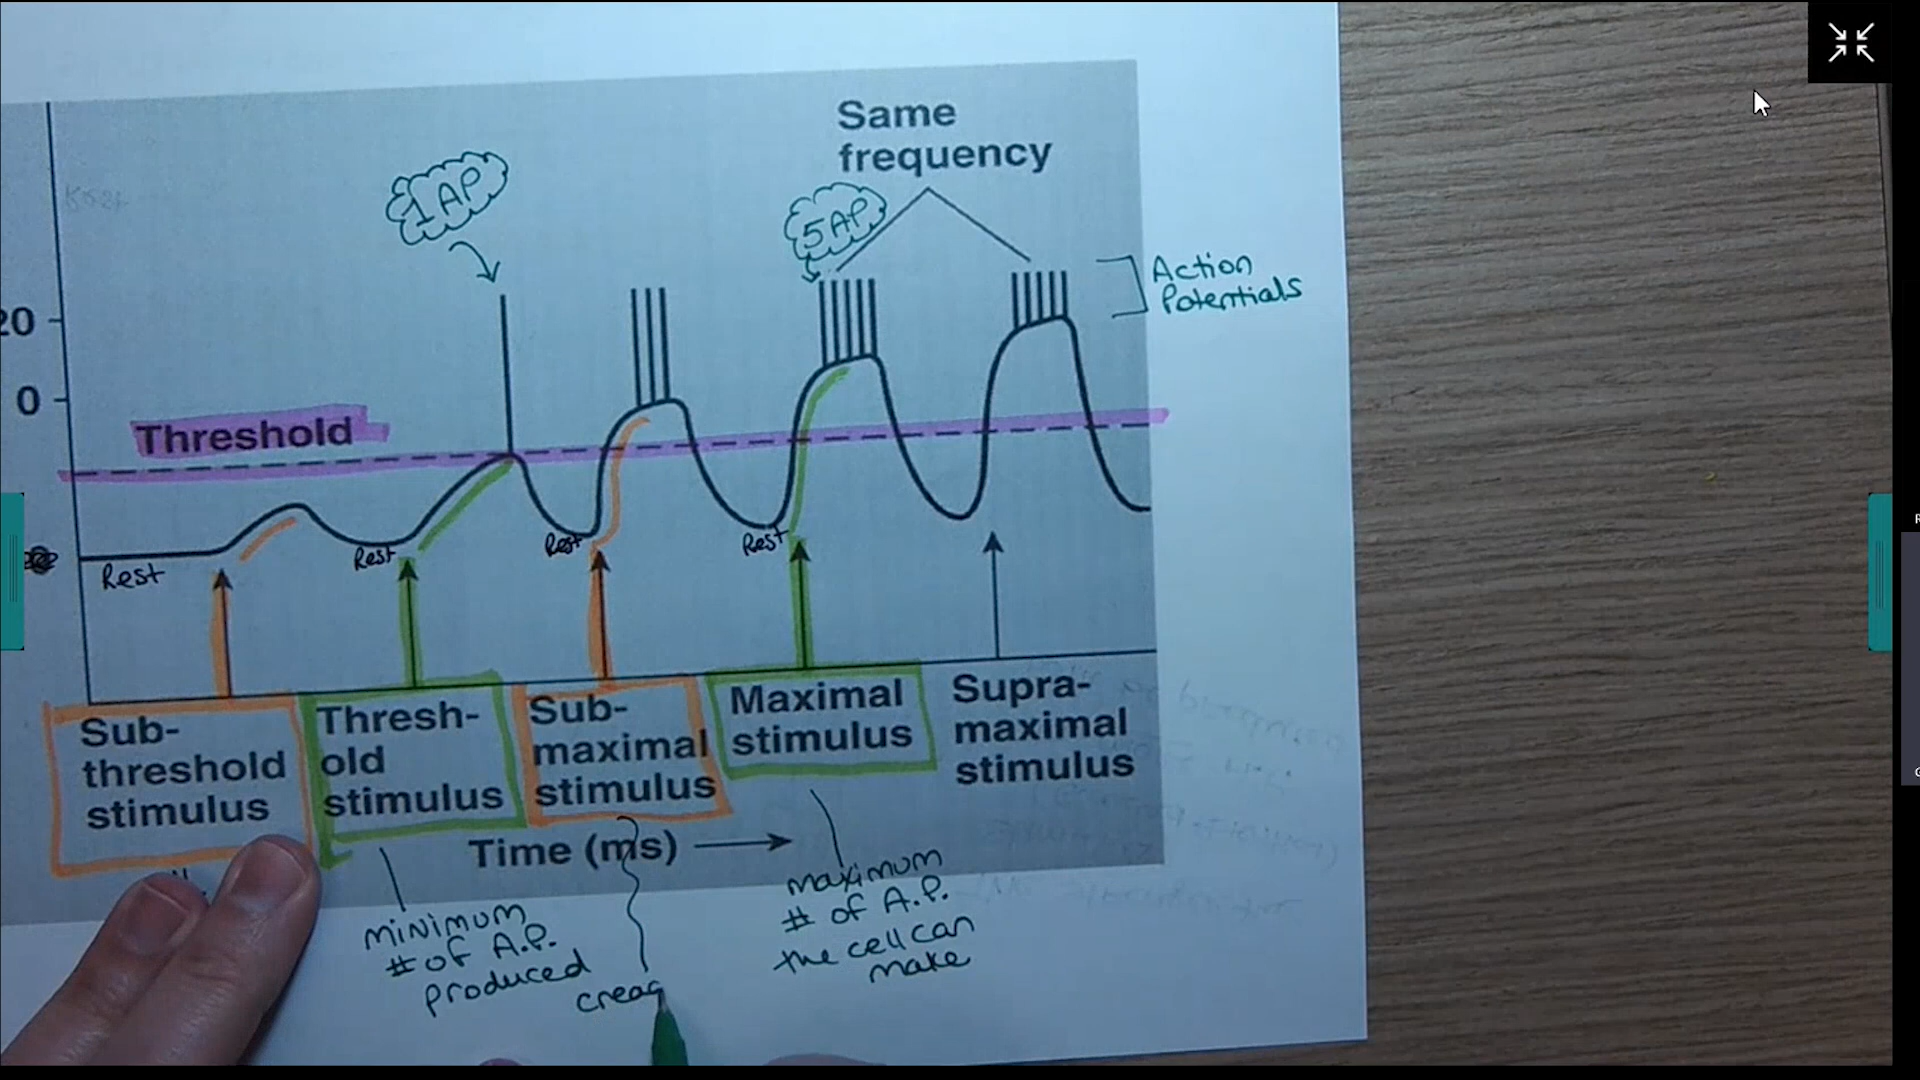 Same
frequency
1 AP
5 AP
Action
Potentials
20
0
Threshold
Rest
Rest
Rest
Rest
Sub-
threshold
stimulus
Thresh-
old
stimulus
Sub-
maximal
stimulus
Maximal
stimulus
Supra-
maximal
stimulus
Time (ms)
minimum
# of A.P.
produced
crea
maximum
# of A.P.
the cell can
make